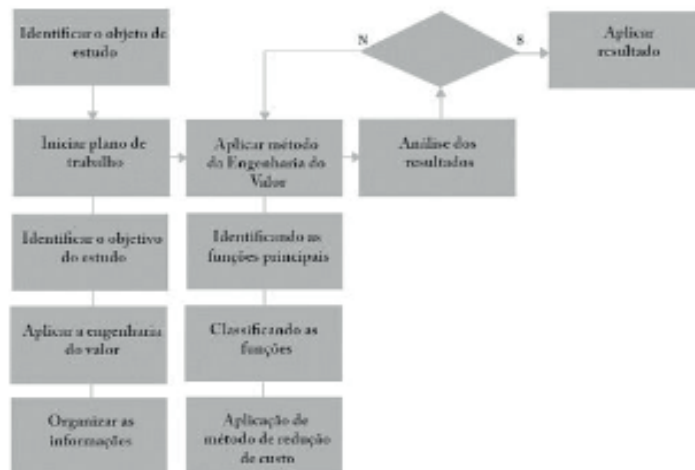 Identificar o objeto de
estudo
N
S
Aplicar
resultado
Iniciar plano de
trabalho
Aplicar método
da Engenharia do
Valor
Análise dos
resultados
Identificar o objetivo
do estudo
Identificando as
funções principais
Aplicar a engenharia
do valor
Classificando as
funções
Organizar as
informações
Aplicação de
método de redução
de custo